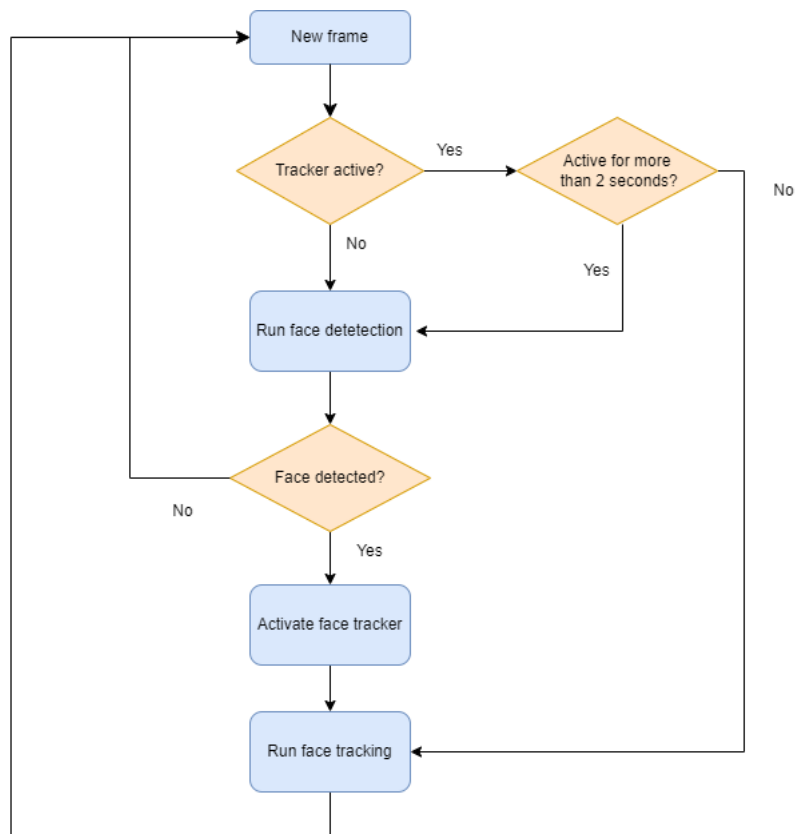 New frame
Tracker active?
Yes
Active for more
than 2 seconds?
No
No
Yes
Run face detetection
Face detected?
No
Yes
Activate face tracker
Run face tracking